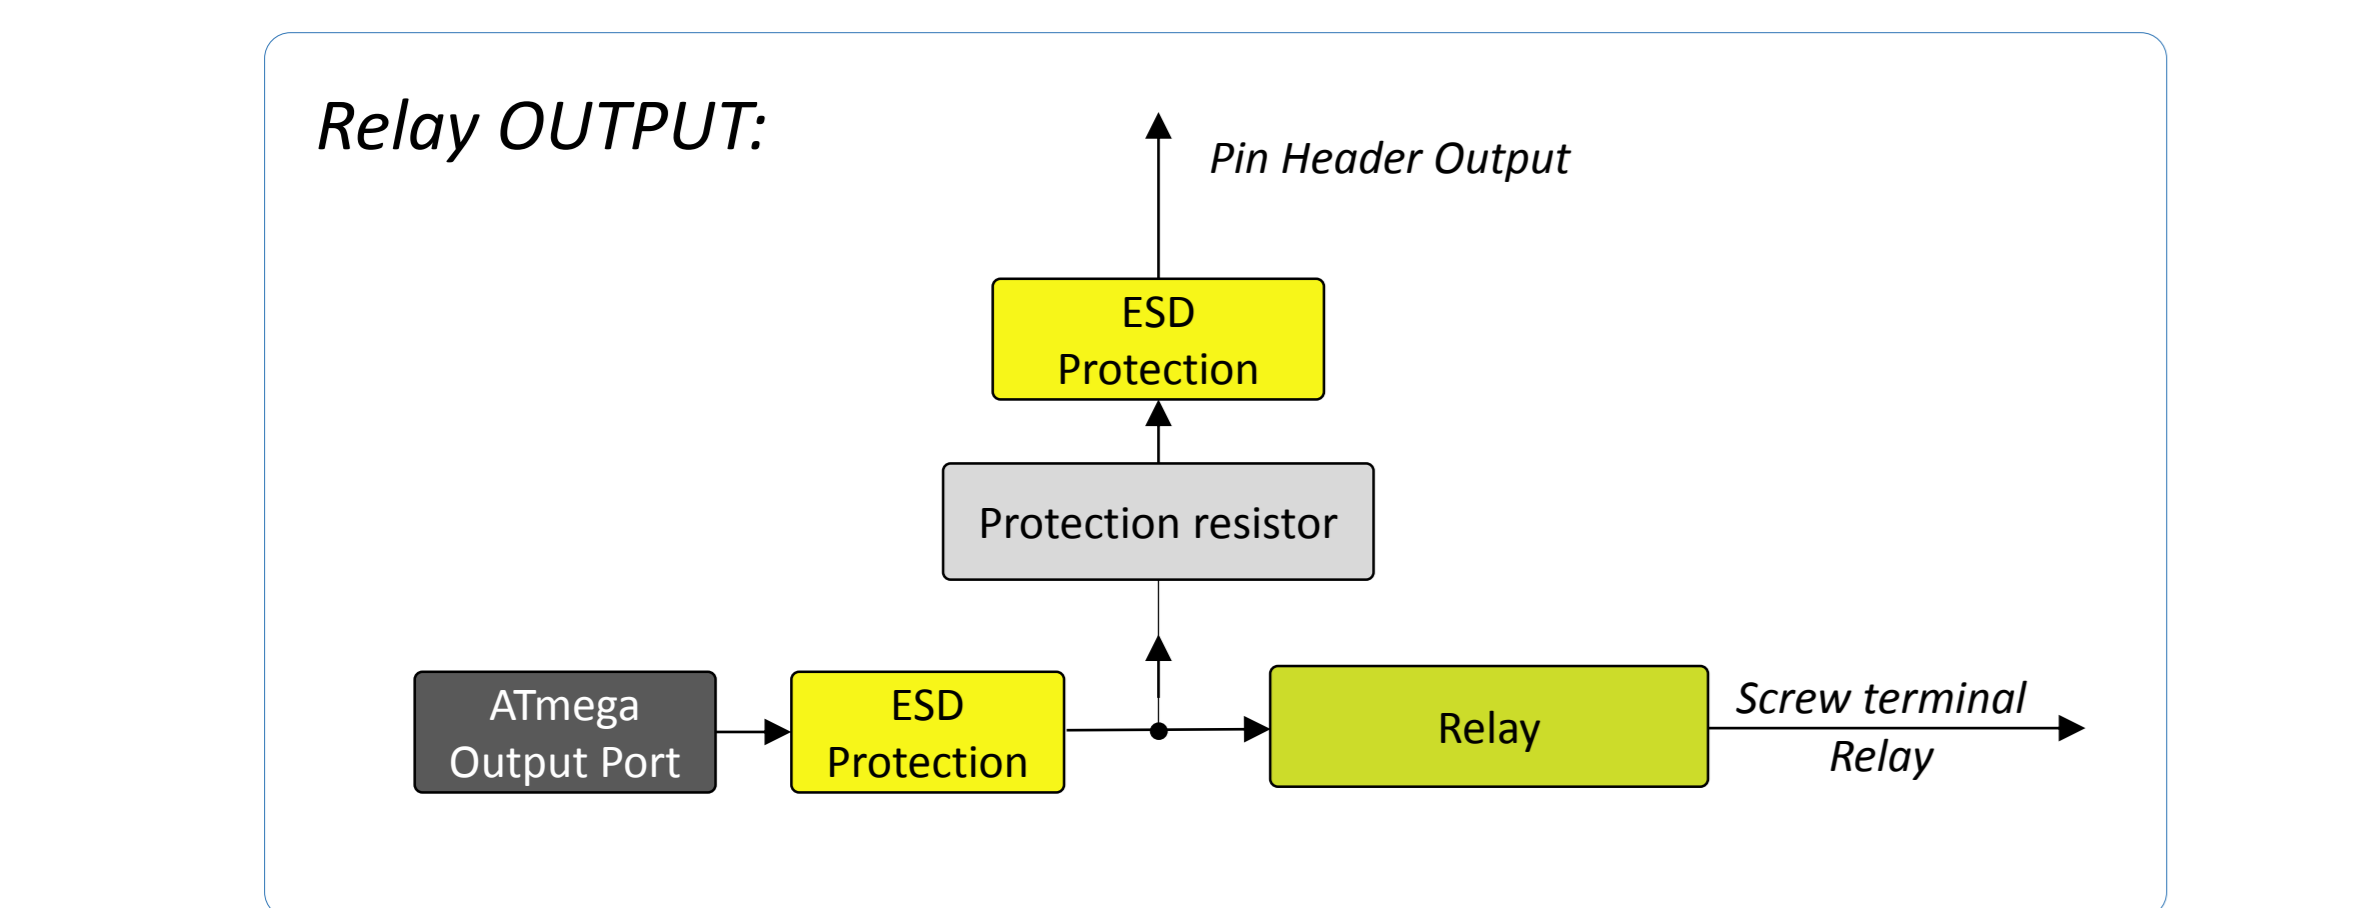 Relay OUTPUT:
Pin Header Output
ESD
Protection
Protection resistor
ATmega
Output Port
ESD
Protection
Relay
Screw terminal
Relay